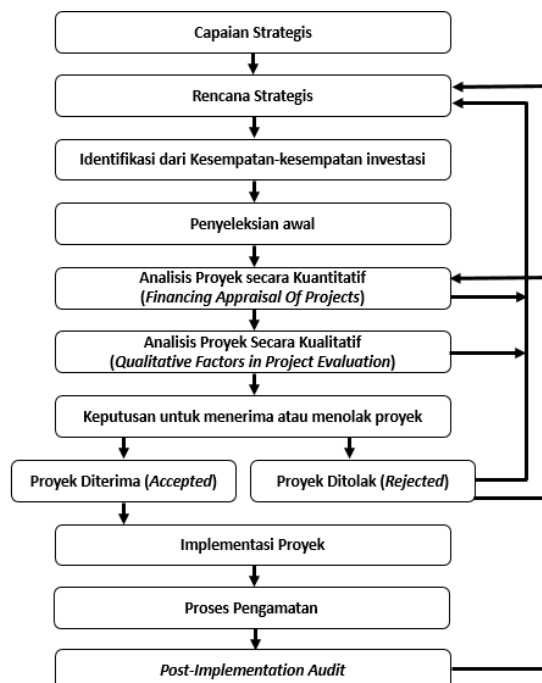 Capaian Strategis
Rencana Strategis
Identifikasi dari Kesempatan-kesempatan investasi
Penyeleksian awal
Analisis Proyek secara Kuantitatif
(Financing Appraisal Of Projects)
Analisis Proyek Secara Kualitatif
(Qualitative Factors in Project Evaluation)
Keputusan untuk menerima atau menolak proyek
Proyek Diterima (Accepted)
Proyek Ditolak (Rejected)
Implementasi Proyek
Proses Pengamatan
Post-Implementation Audit